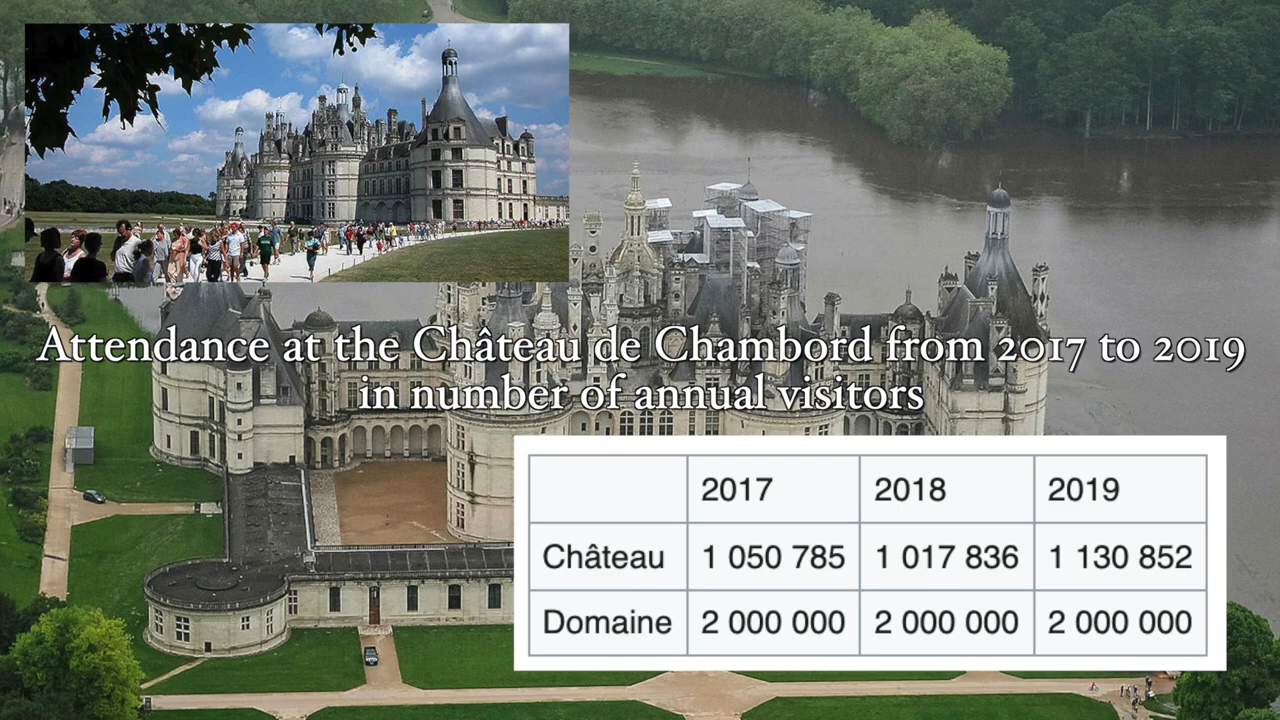 Attendance at the Château de Chambord from 2017 to 2019
in number of annual visitors
2017 2018 2019
Château 1 050 785 1 017 836 1 130 852
Domaine 2 000 000 2 000 000 2 000 000